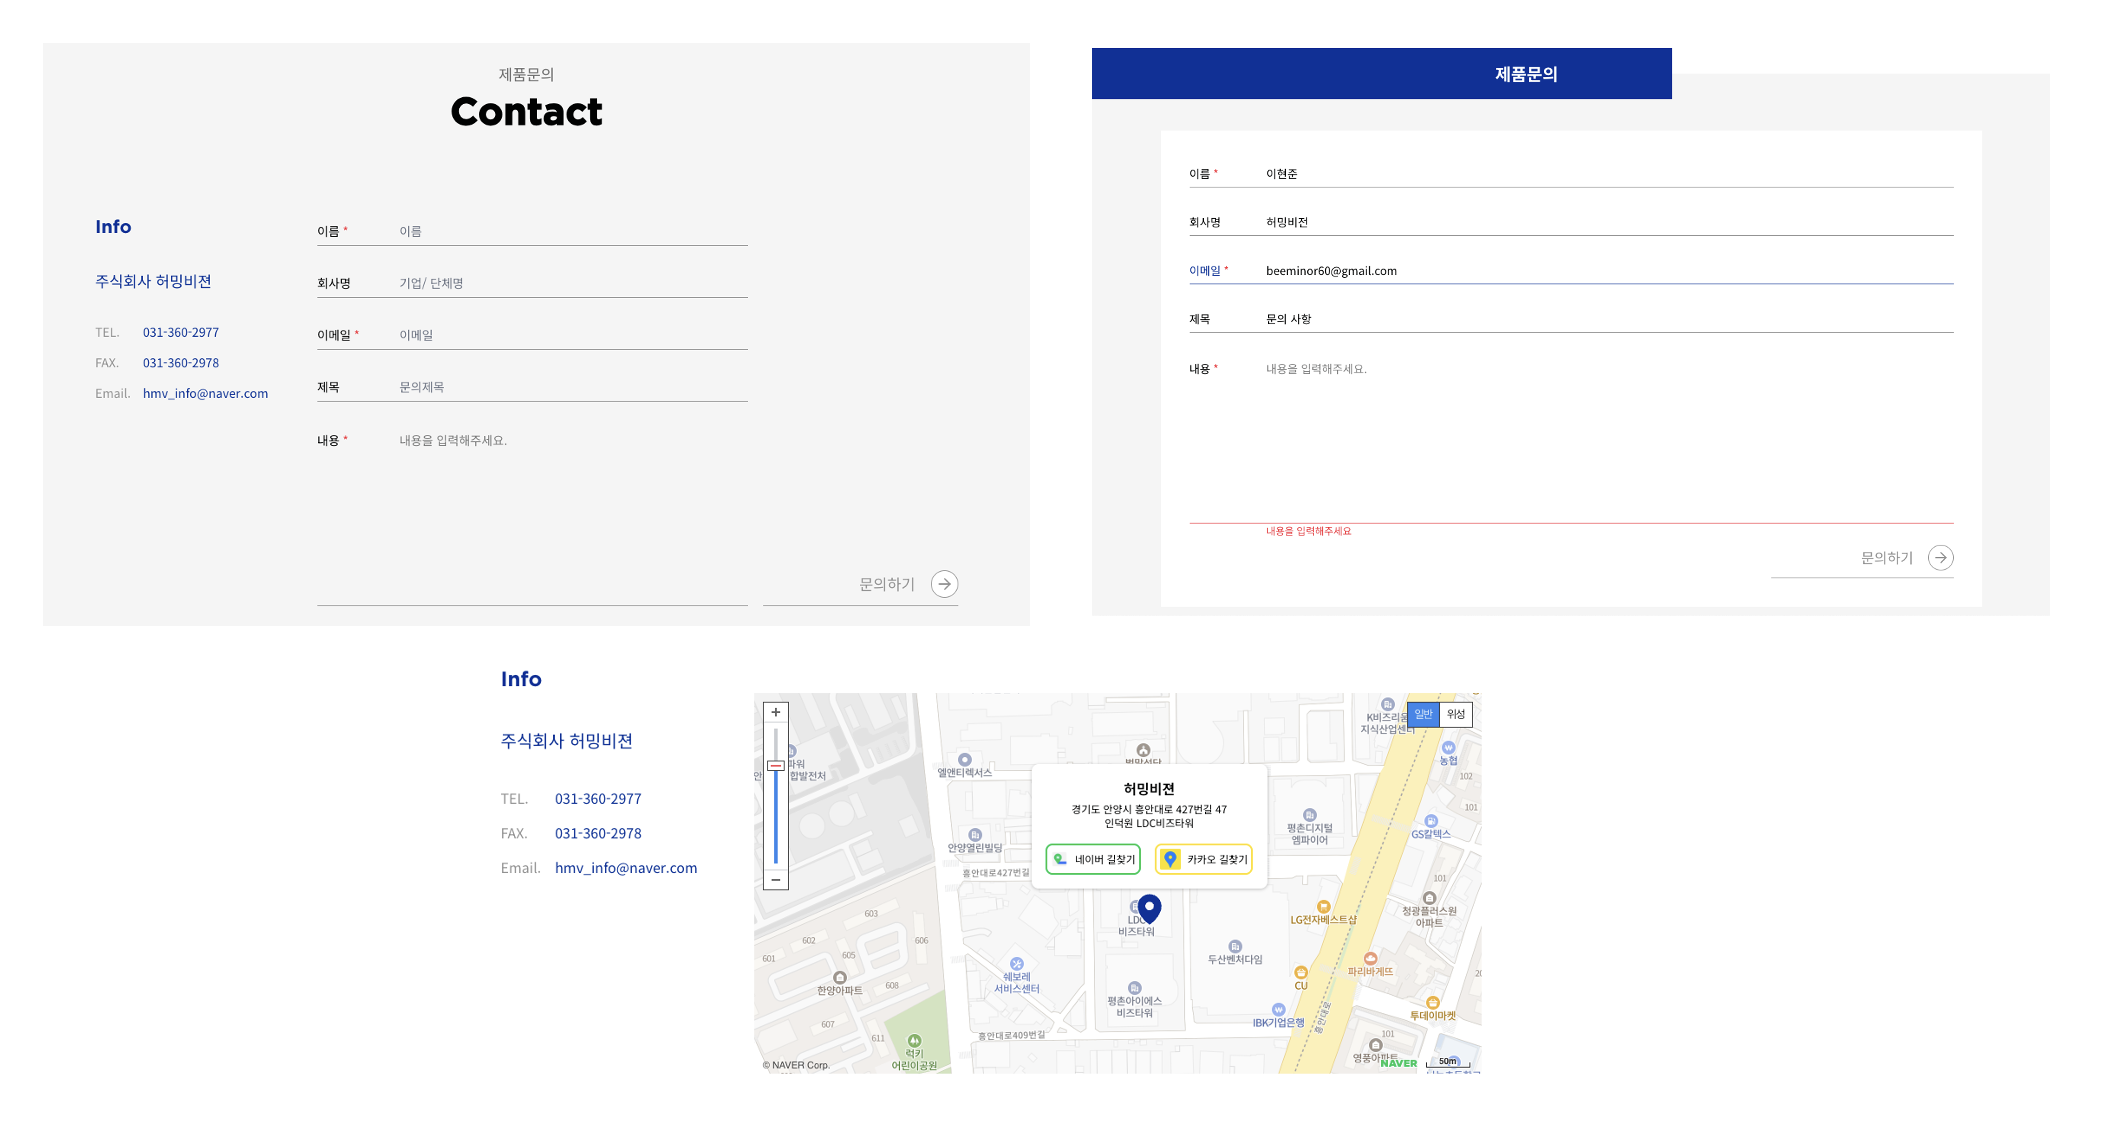 제품문의
Contact
Info
주식회사 허밍비젼
TEL. 031-360-2977
FAX. 031-360-2978
Email. hmv_info@naver.com
이름 * 이름
회사명 기업/ 단체명
이메일 * 이메일
제목 문의제목
내용 * 내용을 입력해주세요.
문의하기
제품문의
이름 * 이현준
회사명 허밍비전
이메일 * beeminor60@gmail.com
제목 문의 사항
내용 * 내용을 입력해주세요.
내용을 입력해주세요
문의하기
Info
주식회사 허밍비젼
TEL. 031-360-2977
FAX. 031-360-2978
Email. hmv_info@naver.com
일반 위성
K비즈리움
지식산업센터
농협
102
101
엘앤티렉서스
파워
합발전처
허밍비젼
경기도 안양시 흥안대로 427번길 47
인덕원 LDC비즈타워
네이버 길찾기
카카오 길찾기
평촌디지털
엠파이어
GS칼텍스
안양열린빌딩
흥안대로427번길
101
청광플러스원
아파트
LG전자베스트샵
LDC
비즈타워
603
602
606
605
601
608
한양아파트
두산벤처다임
쉐보레
서비스센터
파리바게뜨
CU
평촌아이에스
비즈타워
IBK기업은행
흥안대로
투데이마켓
607
611
흥안대로409번길
101
럭키
어린이공원
영풍아파트
NAVER
50m
© NAVER Corp.